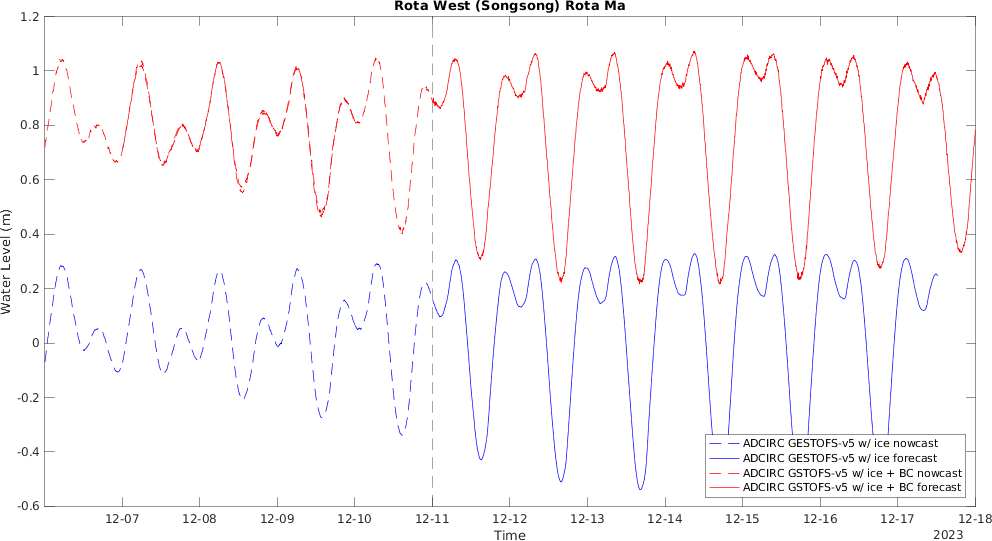 Rota West (Songsong) Rota Ma
1.2
1
0.8
0.6
0.4
0.2
0
-0.2
-0.4
-0.6
Water Level (m)
ADCIRC GESTOFS-v5 w/ ice nowcast
ADCIRC GESTOFS-v5 w/ ice forecast
ADCIRC GSTOFS-v5 w/ ice + BC nowcast
ADCIRC GSTOFS-v5 w/ ice + BC forecast
12-07 12-08 12-09 12-10 12-11 12-12 12-13 12-14 12-15 12-16 12-17 12-18
Time
2023